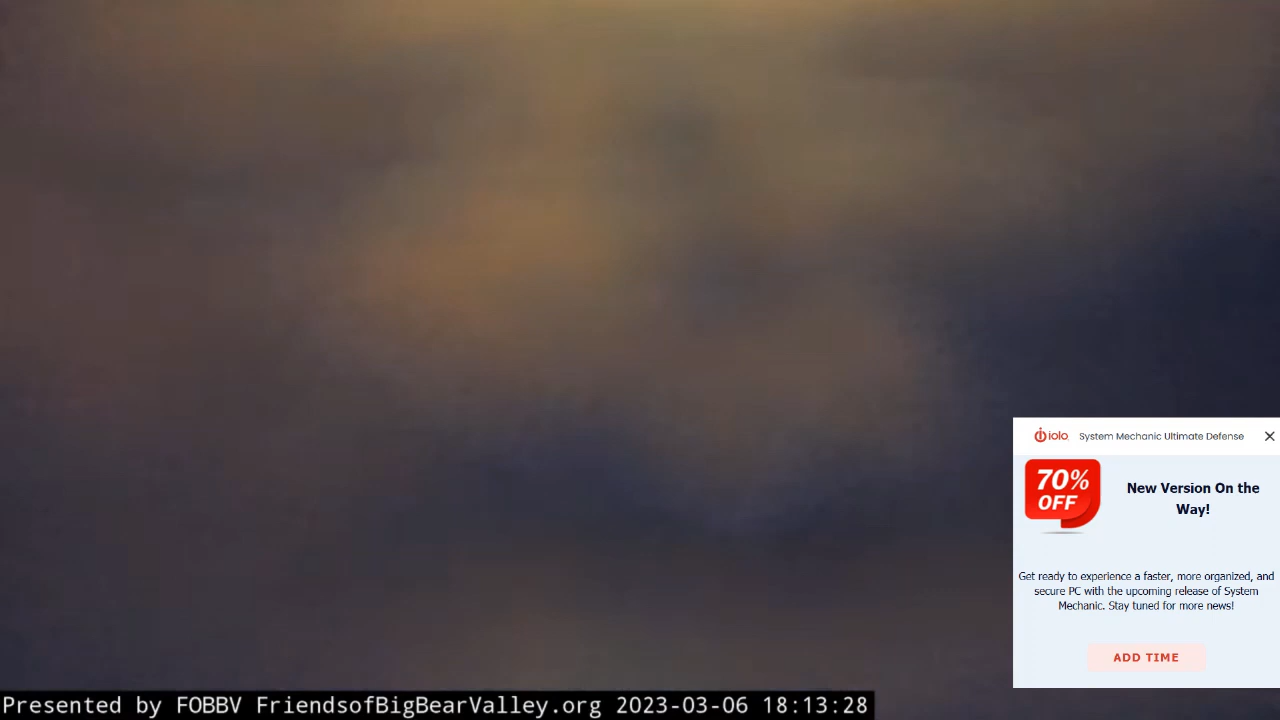 iolo System Mechanic Ultimate Defense
70%
OFF
New Version On the
Way!
Get ready to experience a faster, more organized, and
secure PC with the upcoming release of System
Mechanic. Stay tuned for more news!
ADD TIME
Presented by FOBBV FriendsofBigBearValley.org 2023-03-06 18:13:28